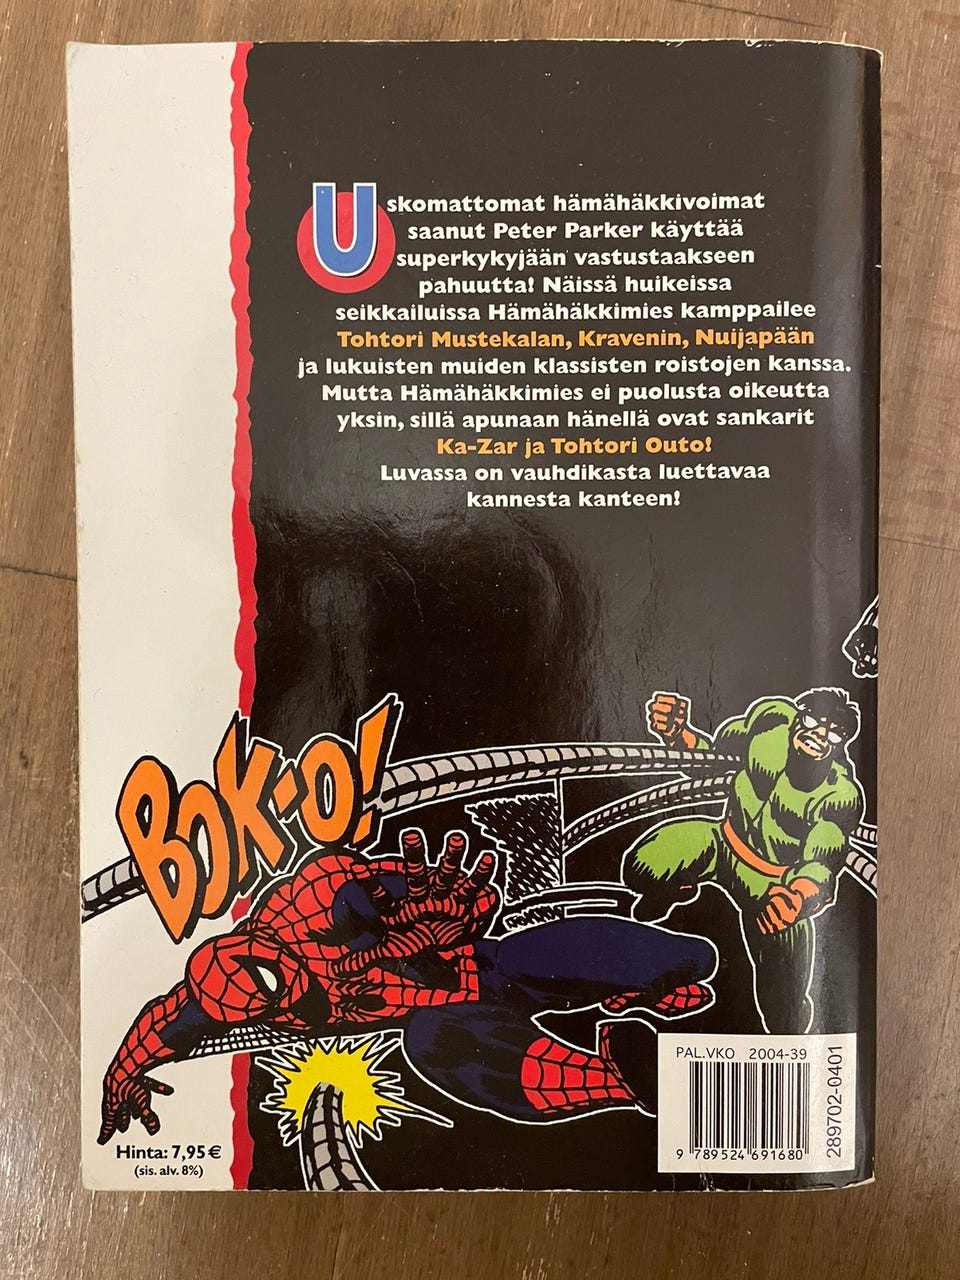 Uskomattomat hämähäkkivoimat
saanut Peter Parker käyttää
superkykyjään vastustaakseen
pahuutta! Näissä huikeissa
seikkailuissa Hämähäkkimies kamppailee
Tohtori Mustekalan, Kravenin, Nuijapään
ja lukuisten muiden klassisten roistojen kanssa.
Mutta Hämähäkkimies ei puolusta oikeutta
yksin, sillä apunaan hänellä ovat sankarit
Ka-Zar ja Tohtori Outo!
Luvassa on vauhdikasta luettavaa
kannesta kanteen!
BOK-O!
Hinta: 7,95 €
(sis. alv. 8%)
PAL.VKO 2004-39
9 789524 691680
289702-0401